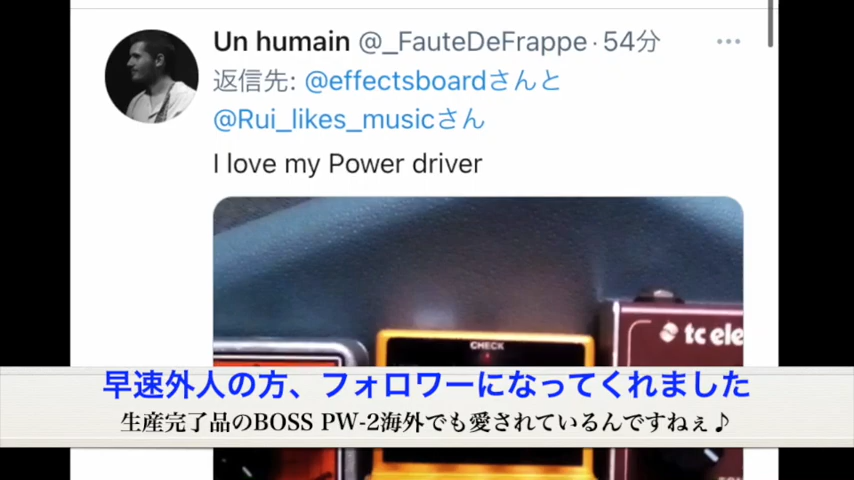 Un humain @_FauteDeFrappe · 54分
返信先: @effectsboardさんと
@Rui_likes_musicさん
I love my Power driver
CHECK
tc ele
早速外人の方、フォロワーになってくれました
生産完了品のBOSS PW-2海外でも愛されているんですねぇ♪